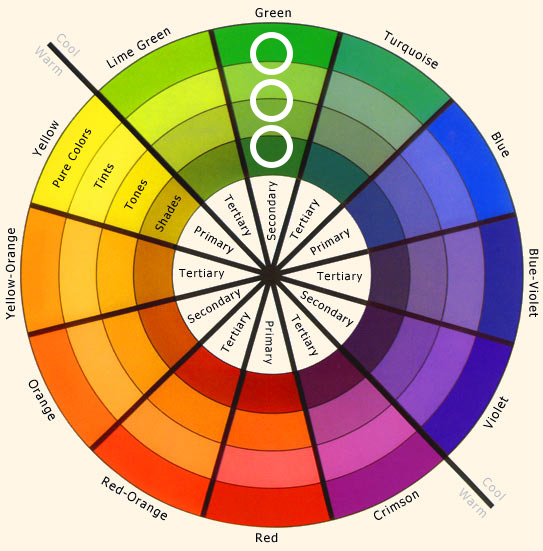 Green
Turquoise
Blue
Blue-Violet
Violet
Cool
Warm
Crimson
Red
Red-Orange
Orange
Yellow-Orange
Yellow
Cool
Warm
Lime Green
Pure Colors
Tints
Tones
Shades
Secondary
Tertiary
Primary
Tertiary
Secondary
Tertiary
Primary
Tertiary
Secondary
Tertiary
Primary
Tertiary